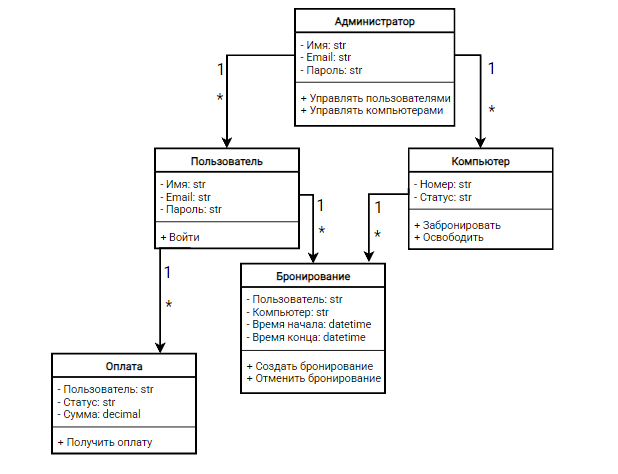 Администратор
- Имя: str
- Email: str
- Пароль: str
+ Управлять пользователями
+ Управлять компьютерами
1
*
1
*
Пользователь
- Имя: str
- Email: str
- Пароль: str
+ Войти
Компьютер
- Номер: str
- Статус: str
+ Забронировать
+ Освободить
1
*
1
*
1
*
Бронирование
- Пользователь: str
- Компьютер: str
- Время начала: datetime
- Время конца: datetime
+ Создать бронирование
+ Отменить бронирование
Оплата
- Пользователь: str
- Статус: str
- Сумма: decimal
+ Получить оплату